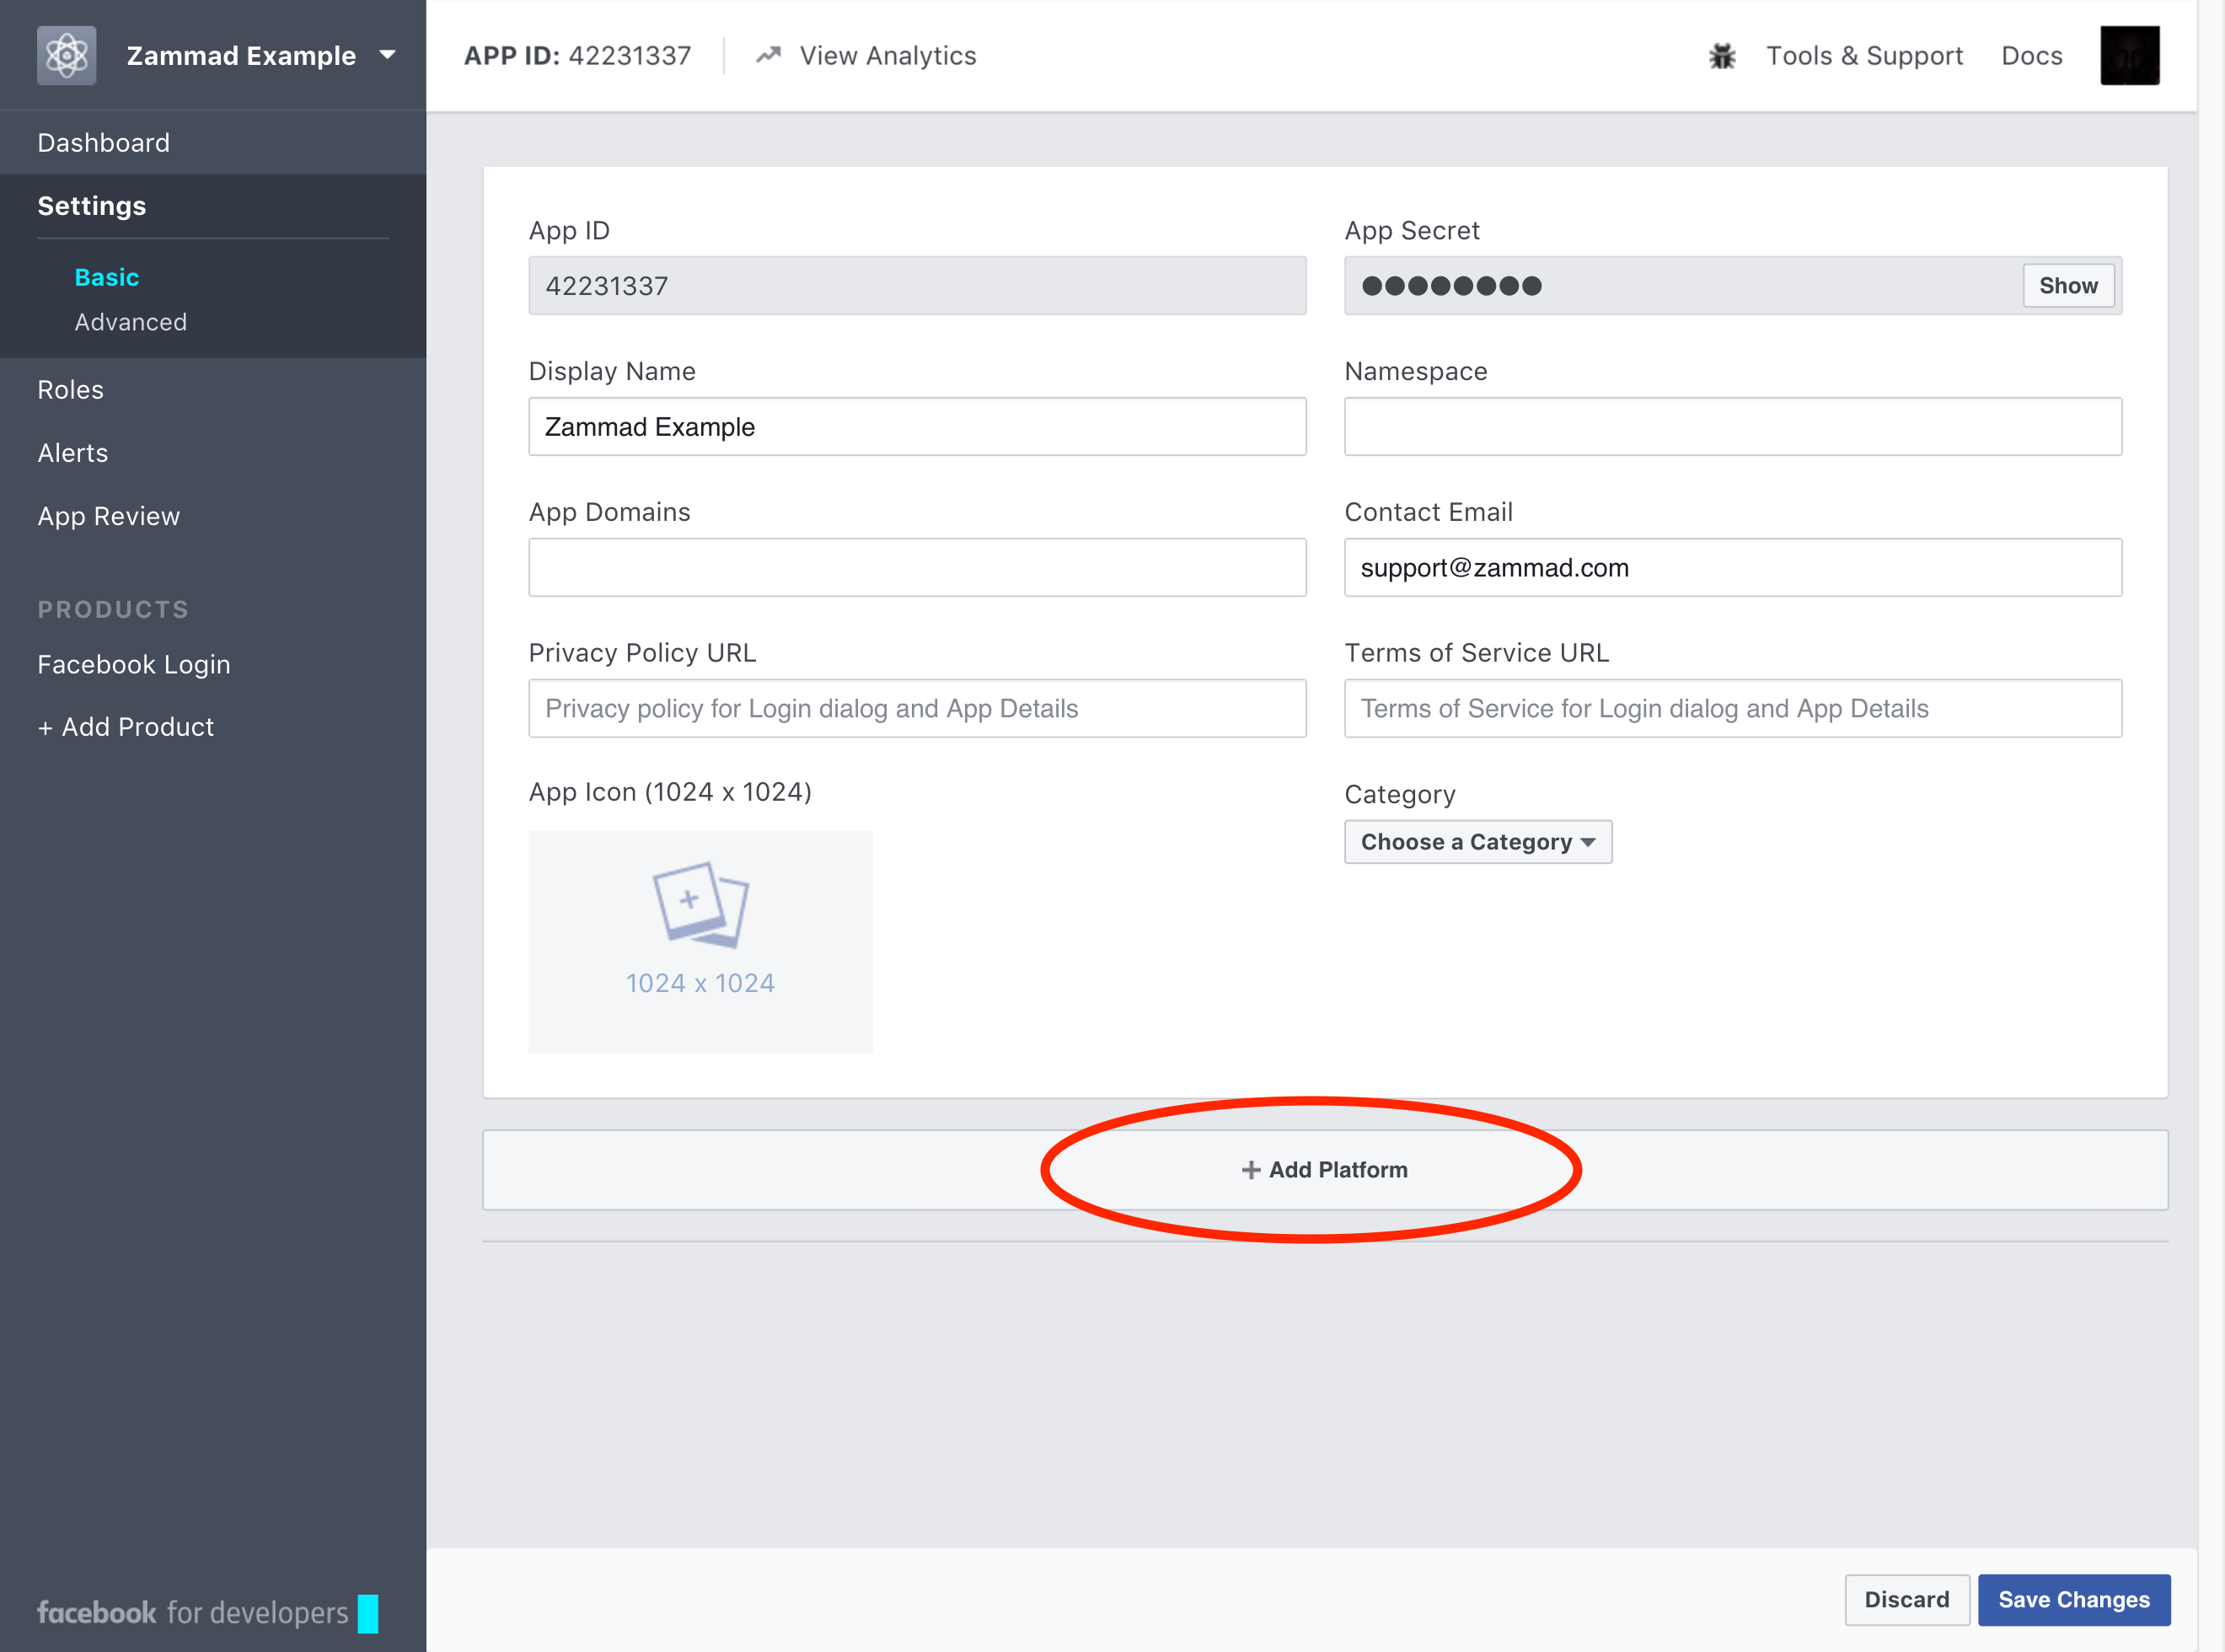 Zammad Example
APP ID: 42231337
View Analytics
Tools & Support
Docs
Dashboard
Settings
Basic
Advanced
Roles
Alerts
App Review
PRODUCTS
Facebook Login
+ Add Product
facebook for developers
App ID
42231337
App Secret
●●●●●●●●
Show
Display Name
Zammad Example
Namespace
App Domains
Contact Email
support@zammad.com
Privacy Policy URL
Privacy policy for Login dialog and App Details
Terms of Service URL
Terms of Service for Login dialog and App Details
App Icon (1024 x 1024)
1024 x 1024
Category
Choose a Category
+ Add Platform
Discard
Save Changes